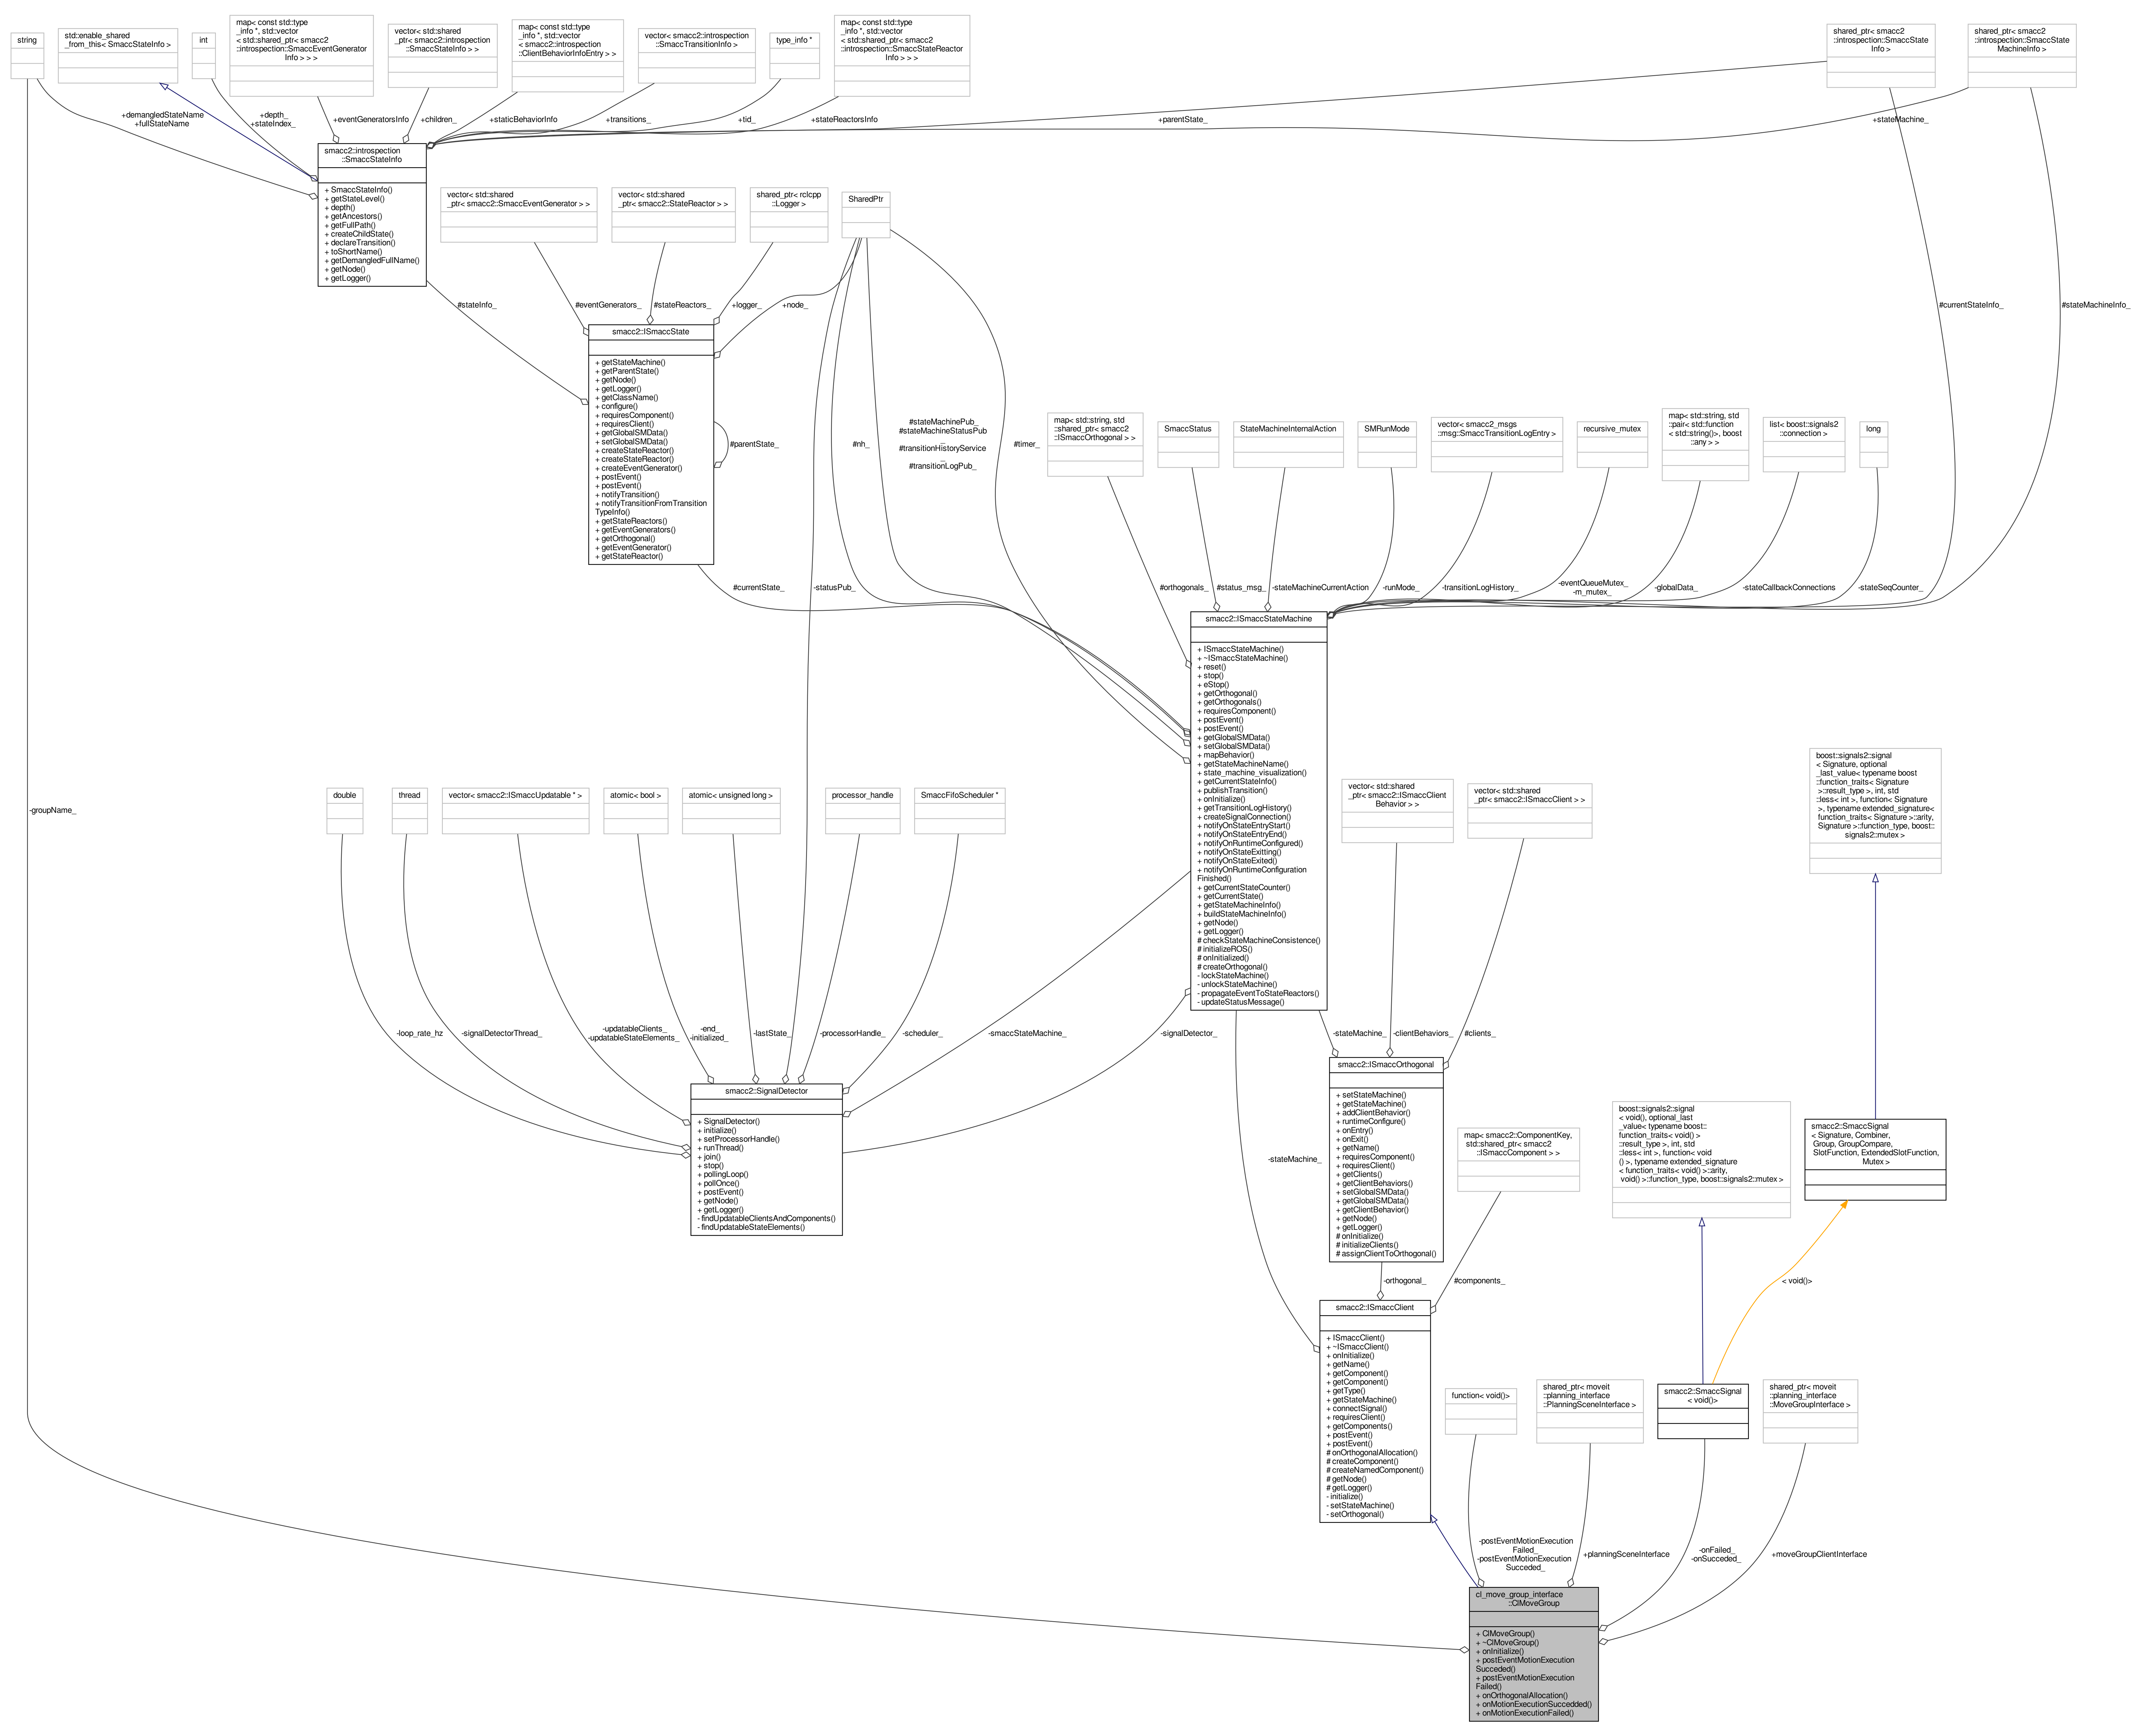 string
std::enable_shared
_from_this< SmaccStateInfo >
int
map< const std::type
_info *, std::vector
< std::shared_ptr< smacc2
::introspection::SmaccEventGenerator
Info > > >
vector< std::shared
_ptr< smacc2::introspection
::SmaccStateInfo > >
map< const std::type
_info *, std::vector
< smacc2::introspection
::ClientBehaviorInfoEntry > >
vector< smacc2::introspection
::SmaccTransitionInfo >
type_info *
map< const std::type
_info *, std::vector
< std::shared_ptr< smacc2
::introspection::SmaccStateReactor
Info > > >
shared_ptr< smacc2
::introspection::SmaccState
Info >
shared_ptr< smacc2
::introspection::SmaccState
MachineInfo >
+demangledStateName
+fullStateName
+depth_
+stateIndex_
+eventGeneratorsInfo
+children_
+staticBehaviorInfo
+transitions_
+tid_
+stateReactorsInfo
+parentState_
+stateMachine_
smacc2::introspection
::SmaccStateInfo
+ SmaccStateInfo()
+ getStateLevel()
+ depth()
+ getAncestors()
+ getFullPath()
+ createChildState()
+ declareTransition()
+ toShortName()
+ getDemangledFullName()
+ getNode()
+ getLogger()
vector< std::shared
_ptr< smacc2::SmaccEventGenerator > >
vector< std::shared
_ptr< smacc2::StateReactor > >
shared_ptr< rclcpp
::Logger >
SharedPtr
#stateInfo_
#eventGenerators_
#stateReactors_
+logger_
+node_
#currentStateInfo_
#stateMachineInfo_
smacc2::ISmaccState
+ getStateMachine()
+ getParentState()
+ getNode()
+ getLogger()
+ getClassName()
+ configure()
+ requiresComponent()
+ requiresClient()
+ getGlobalSMData()
+ setGlobalSMData()
+ createStateReactor()
+ createStateReactor()
+ createEventGenerator()
+ postEvent()
+ postEvent()
+ notifyTransition()
+ notifyTransitionFromTransition
TypeInfo()
+ getStateReactors()
+ getEventGenerators()
+ getOrthogonal()
+ getEventGenerator()
+ getStateReactor()
#parentState_
#nh_
#stateMachinePub_
#stateMachineStatusPub
_
#transitionHistoryService
_
#transitionLogPub_
#timer_
map< std::string, std
::shared_ptr< smacc2
::ISmaccOrthogonal > >
SmaccStatus
StateMachineInternalAction
SMRunMode
vector< smacc2_msgs
::msg::SmaccTransitionLogEntry >
recursive_mutex
map< std::string, std
::pair< std::function
< std::string()>, boost
::any > >
list< boost::signals2
::connection >
long
#currentState_
-statusPub_
#orthogonals_
#status_msg_
-stateMachineCurrentAction
-runMode_
-transitionLogHistory_
-eventQueueMutex_
-m_mutex_
-globalData_
-stateCallbackConnections
-stateSeqCounter_
smacc2::ISmaccStateMachine
+ ISmaccStateMachine()
+ ~ISmaccStateMachine()
+ reset()
+ stop()
+ eStop()
+ getOrthogonal()
+ getOrthogonals()
+ requiresComponent()
+ postEvent()
+ postEvent()
+ getGlobalSMData()
+ setGlobalSMData()
+ mapBehavior()
+ getStateMachineName()
+ state_machine_visualization()
+ getCurrentStateInfo()
+ publishTransition()
+ onInitialize()
+ getTransitionLogHistory()
+ createSignalConnection()
+ notifyOnStateEntryStart()
+ notifyOnStateEntryEnd()
+ notifyOnRuntimeConfigured()
+ notifyOnStateExitting()
+ notifyOnStateExited()
+ notifyOnRuntimeConfiguration
Finished()
+ getCurrentStateCounter()
+ getCurrentState()
+ getStateMachineInfo()
+ buildStateMachineInfo()
+ getNode()
+ getLogger()
# checkStateMachineConsistence()
# initializeROS()
# onInitialized()
# createOrthogonal()
- lockStateMachine()
- unlockStateMachine()
- propagateEventToStateReactors()
- updateStatusMessage()
-groupName_
double
thread
vector< smacc2::ISmaccUpdatable * >
atomic< bool >
atomic< unsigned long >
processor_handle
SmaccFifoScheduler *
vector< std::shared
_ptr< smacc2::ISmaccClient
Behavior > >
vector< std::shared
_ptr< smacc2::ISmaccClient > >
boost::signals2::signal
< Signature, optional
_last_value< typename boost
::function_traits< Signature
>::result_type >, int, std
::less< int >, function< Signature
>, typename extended_signature<
function_traits< Signature >::arity,
Signature >::function_type, boost::
signals2::mutex >
-loop_rate_hz
-signalDetectorThread_
-updatableClients_
-updatableStateElements_
-end_
-initialized_
-lastState_
-processorHandle_
-scheduler_
-smaccStateMachine_
-signalDetector_
-stateMachine_
-clientBehaviors_
#clients_
smacc2::SignalDetector
+ SignalDetector()
+ initialize()
+ setProcessorHandle()
+ runThread()
+ join()
+ stop()
+ pollingLoop()
+ pollOnce()
+ postEvent()
+ getNode()
+ getLogger()
- findUpdatableClientsAndComponents()
- findUpdatableStateElements()
smacc2::ISmaccOrthogonal
+ setStateMachine()
+ getStateMachine()
+ addClientBehavior()
+ runtimeConfigure()
+ onEntry()
+ onExit()
+ getName()
+ requiresComponent()
+ requiresClient()
+ getClients()
+ getClientBehaviors()
+ setGlobalSMData()
+ getGlobalSMData()
+ getClientBehavior()
+ getNode()
+ getLogger()
# onInitialize()
# initializeClients()
# assignClientToOrthogonal()
map< smacc2::ComponentKey,
std::shared_ptr< smacc2
::ISmaccComponent > >
boost::signals2::signal
< void(), optional_last
_value< typename boost::
function_traits< void()
>::result_type >, int, std
::less< int >, function< void
() >, typename extended_signature
< function_traits< void() >::arity,
void() >::function_type, boost::signals2::mutex >
smacc2::SmaccSignal
< Signature, Combiner,
Group, GroupCompare,
SlotFunction, ExtendedSlotFunction,
Mutex >
-stateMachine_
-orthogonal_
#components_
< void()>
smacc2::ISmaccClient
+ ISmaccClient()
+ ~ISmaccClient()
+ onInitialize()
+ getName()
+ getComponent()
+ getComponent()
+ getType()
+ getStateMachine()
+ connectSignal()
+ requiresClient()
+ getComponents()
+ postEvent()
+ postEvent()
# onOrthogonalAllocation()
# createComponent()
# createNamedComponent()
# getNode()
# getLogger()
- initialize()
- setStateMachine()
- setOrthogonal()
function< void()>
shared_ptr< moveit
::planning_interface
::PlanningSceneInterface >
smacc2::SmaccSignal
< void()>
shared_ptr< moveit
::planning_interface
::MoveGroupInterface >
-postEventMotionExecution
Failed_
-postEventMotionExecution
Succeded_
+planningSceneInterface
-onFailed_
-onSucceded_
+moveGroupClientInterface
cl_move_group_interface
::ClMoveGroup
+ ClMoveGroup()
+ ~ClMoveGroup()
+ onInitialize()
+ postEventMotionExecution
Succeded()
+ postEventMotionExecution
Failed()
+ onOrthogonalAllocation()
+ onMotionExecutionSuccedded()
+ onMotionExecutionFailed()